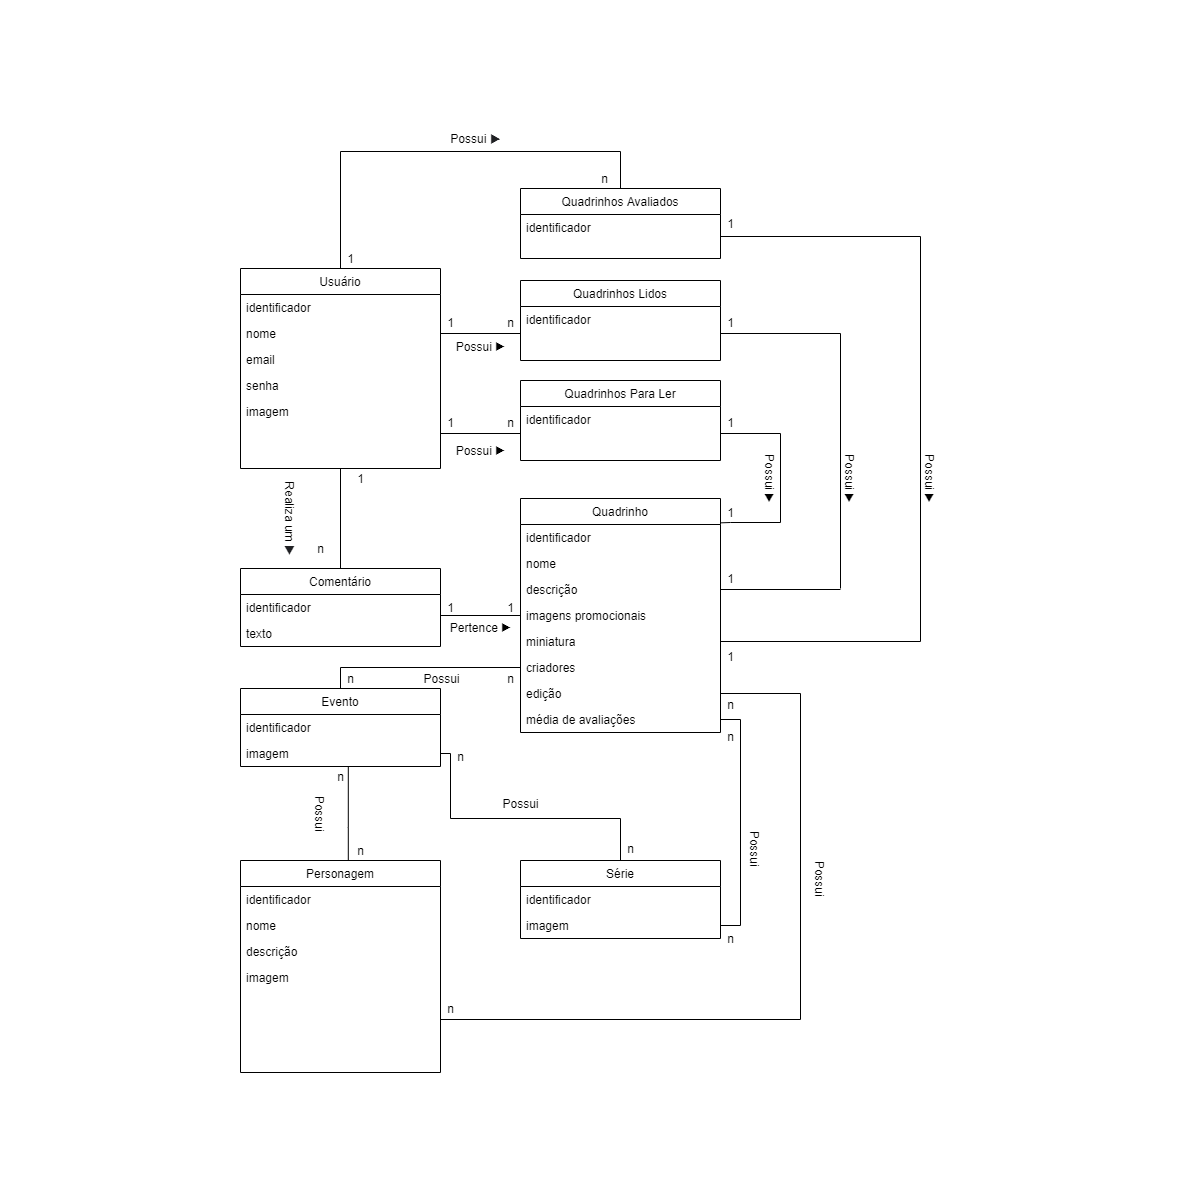 Possui ▶
n
1
Quadrinhos Avaliados
identificador
1
Usuário
identificador
nome
email
senha
imagem
Quadrinhos Lidos
identificador
1
n
Possui ▶
1
Quadrinhos Para Ler
identificador
1
n
Possui ▶
1
Possui ▶
Possui ▶
Possui ▶
1
Realiza um ▶
n
Quadrinho
identificador
nome
descrição
imagens promocionais
miniatura
criadores
edição
média de avaliações
1
1
1
n
n
Comentário
identificador
texto
1
1
Pertence ▶
n
Possui
n
Evento
identificador
imagem
n
Possui
n
n
Possui
n
Possui
Possui
Personagem
identificador
nome
descrição
imagem
Série
identificador
imagem
n
n